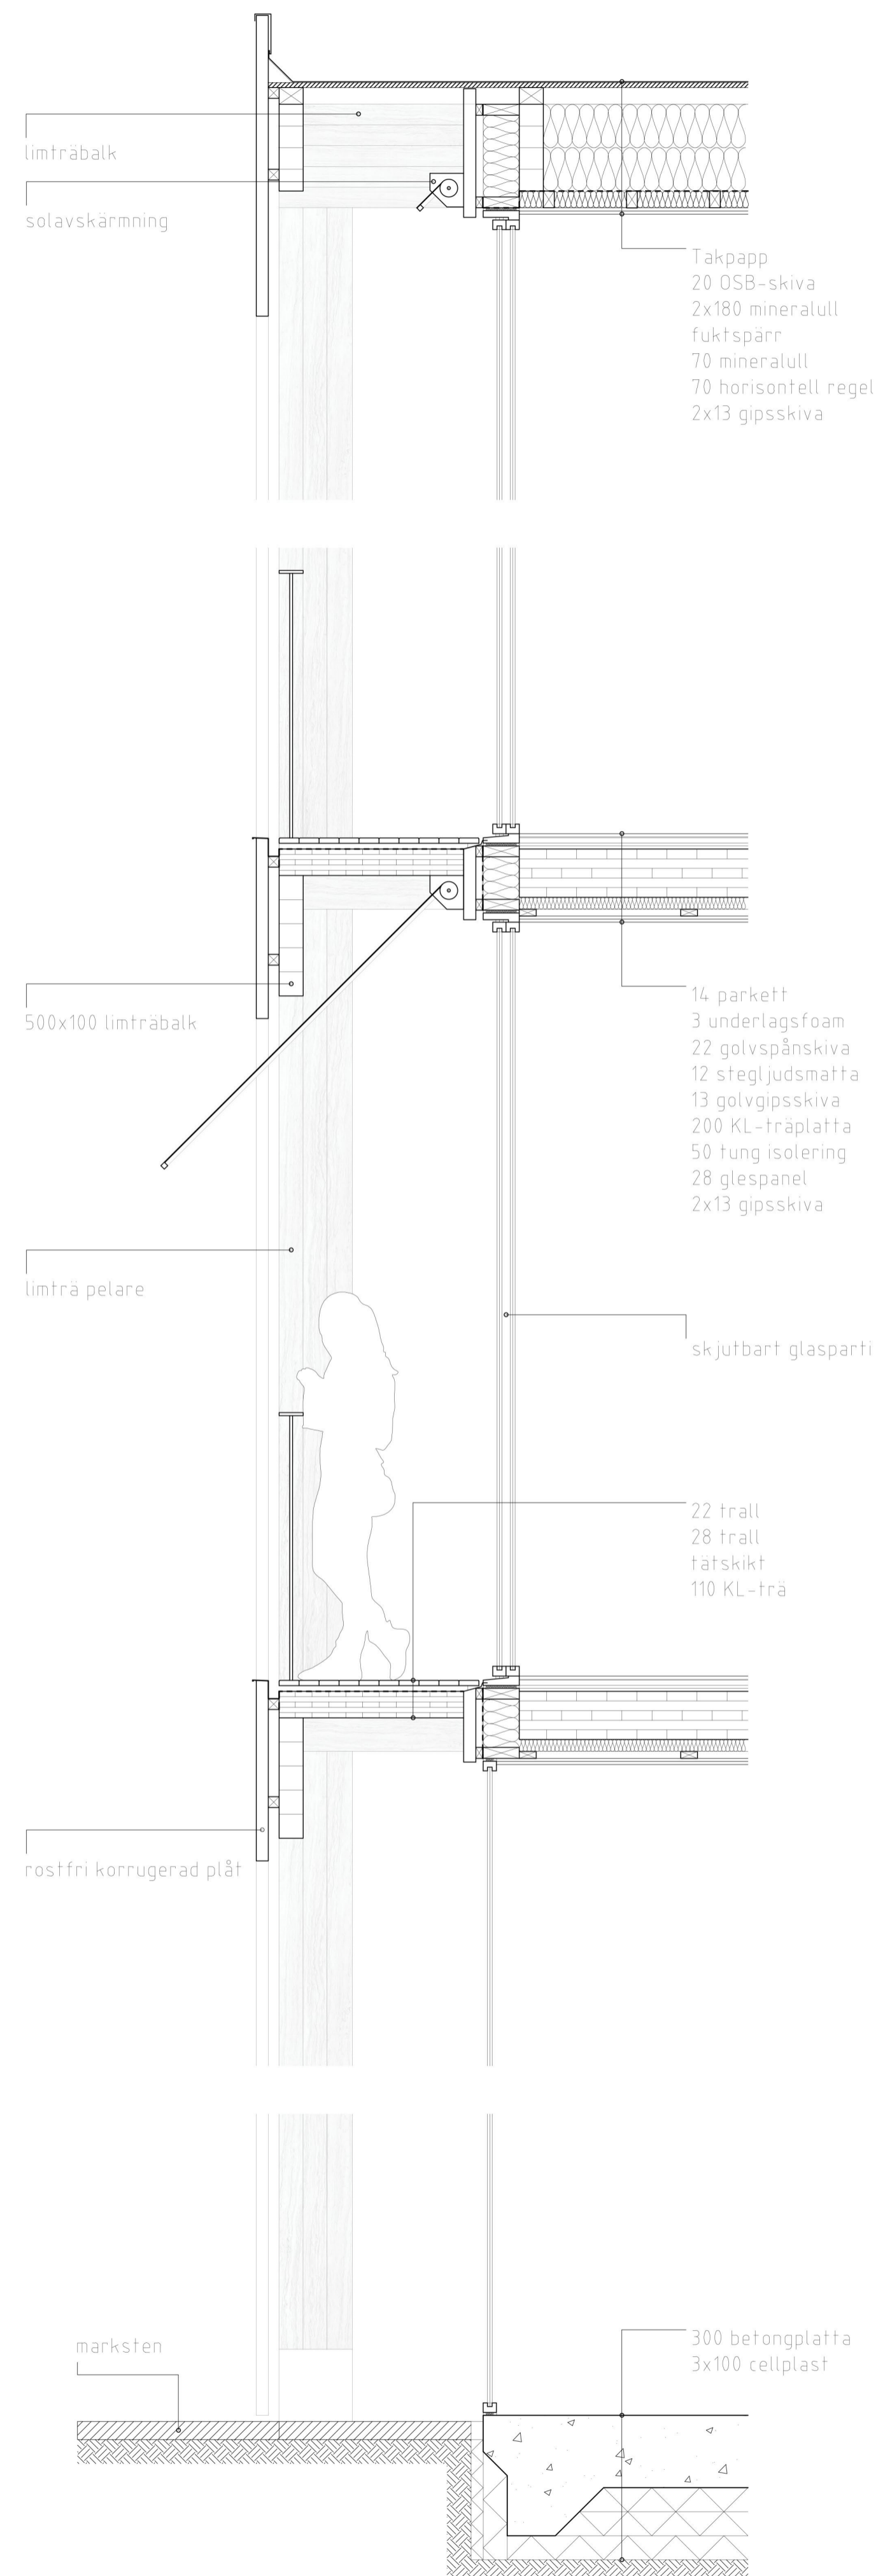 limträbalk
solavskärmning
Takpapp
20 OSB-skiva
2x180 mineralull
fuktspärr
70 mineralull
70 horisontell regel
2x13 gipsskiva
500x100 limträbalk
14 parkett
3 underlagsfoam
22 golvspånskiva
12 stegljudsmatta
13 golvgipsskiva
200 KL-träplatta
50 tung isolering
28 glespanel
2x13 gipsskiva
limträ pelare
skjutbart glasparti
22 trall
28 trall
tätskikt
110 KL-trä
rostfri korrugerad plåt
marksten
300 betongplatta
3x100 cellplast